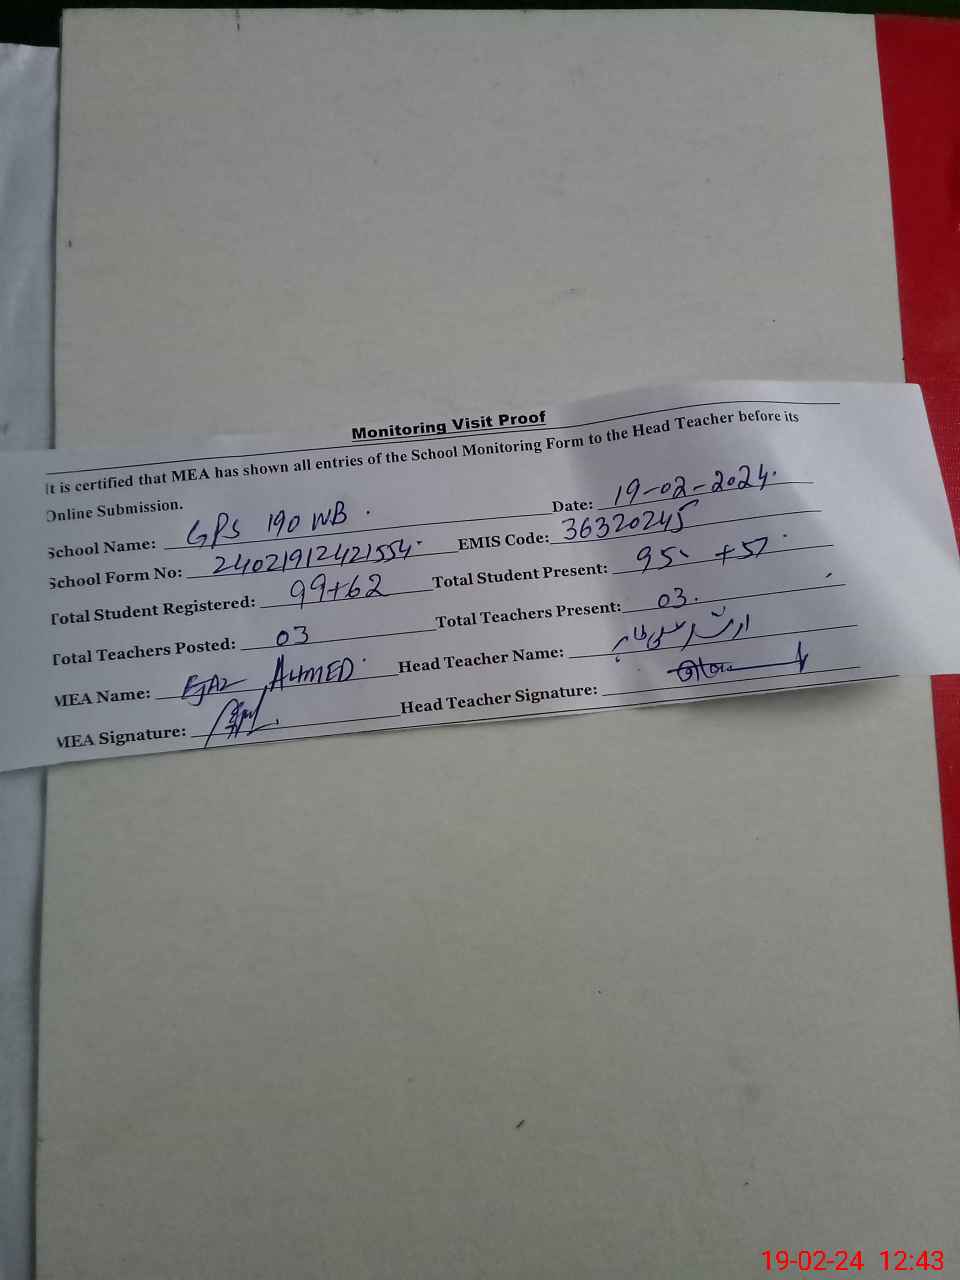 Monitoring Visit Proof
It is certified that MEA has shown all entries of the School Monitoring Form to the Head Teacher before its
Online Submission.
School Name: GPS 190 WB. Date: 19-02-2024.
School Form No: 24021912421554 EMIS Code: 36320245
Total Student Registered: 99+62 Total Student Present: 95 +57
Total Teachers Posted: 03 Total Teachers Present: 03.
MEA Name: EJAZ AHMED Head Teacher Name:
MEA Signature: Head Teacher Signature:
19-02-24 12:43